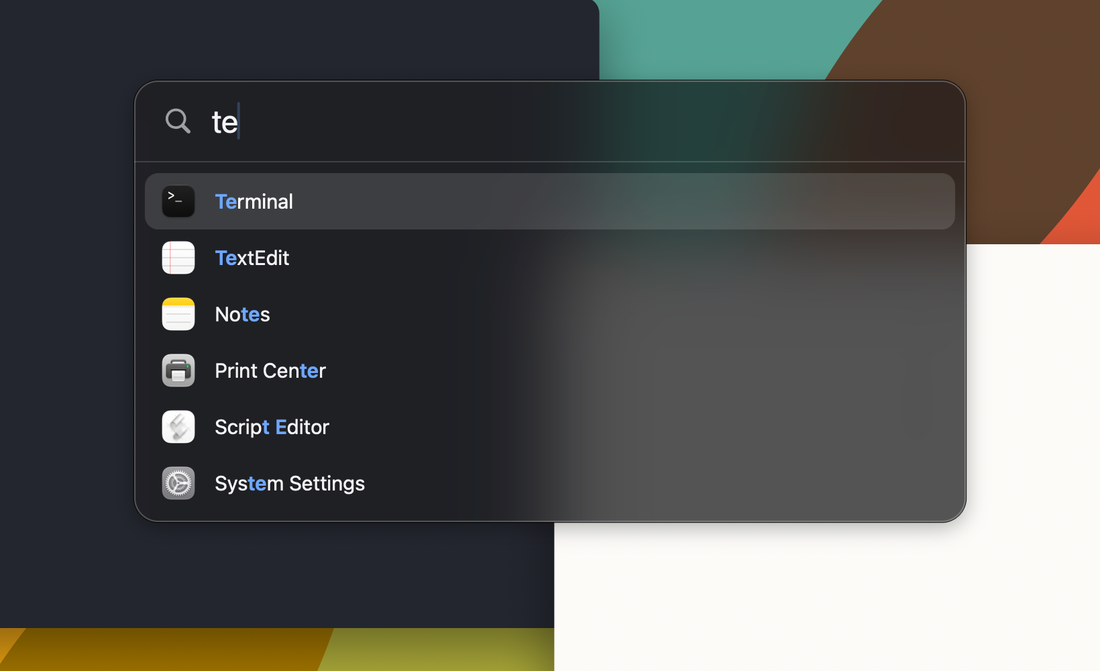 te
Terminal
TextEdit
Notes
Print Center
Script Editor
System Settings